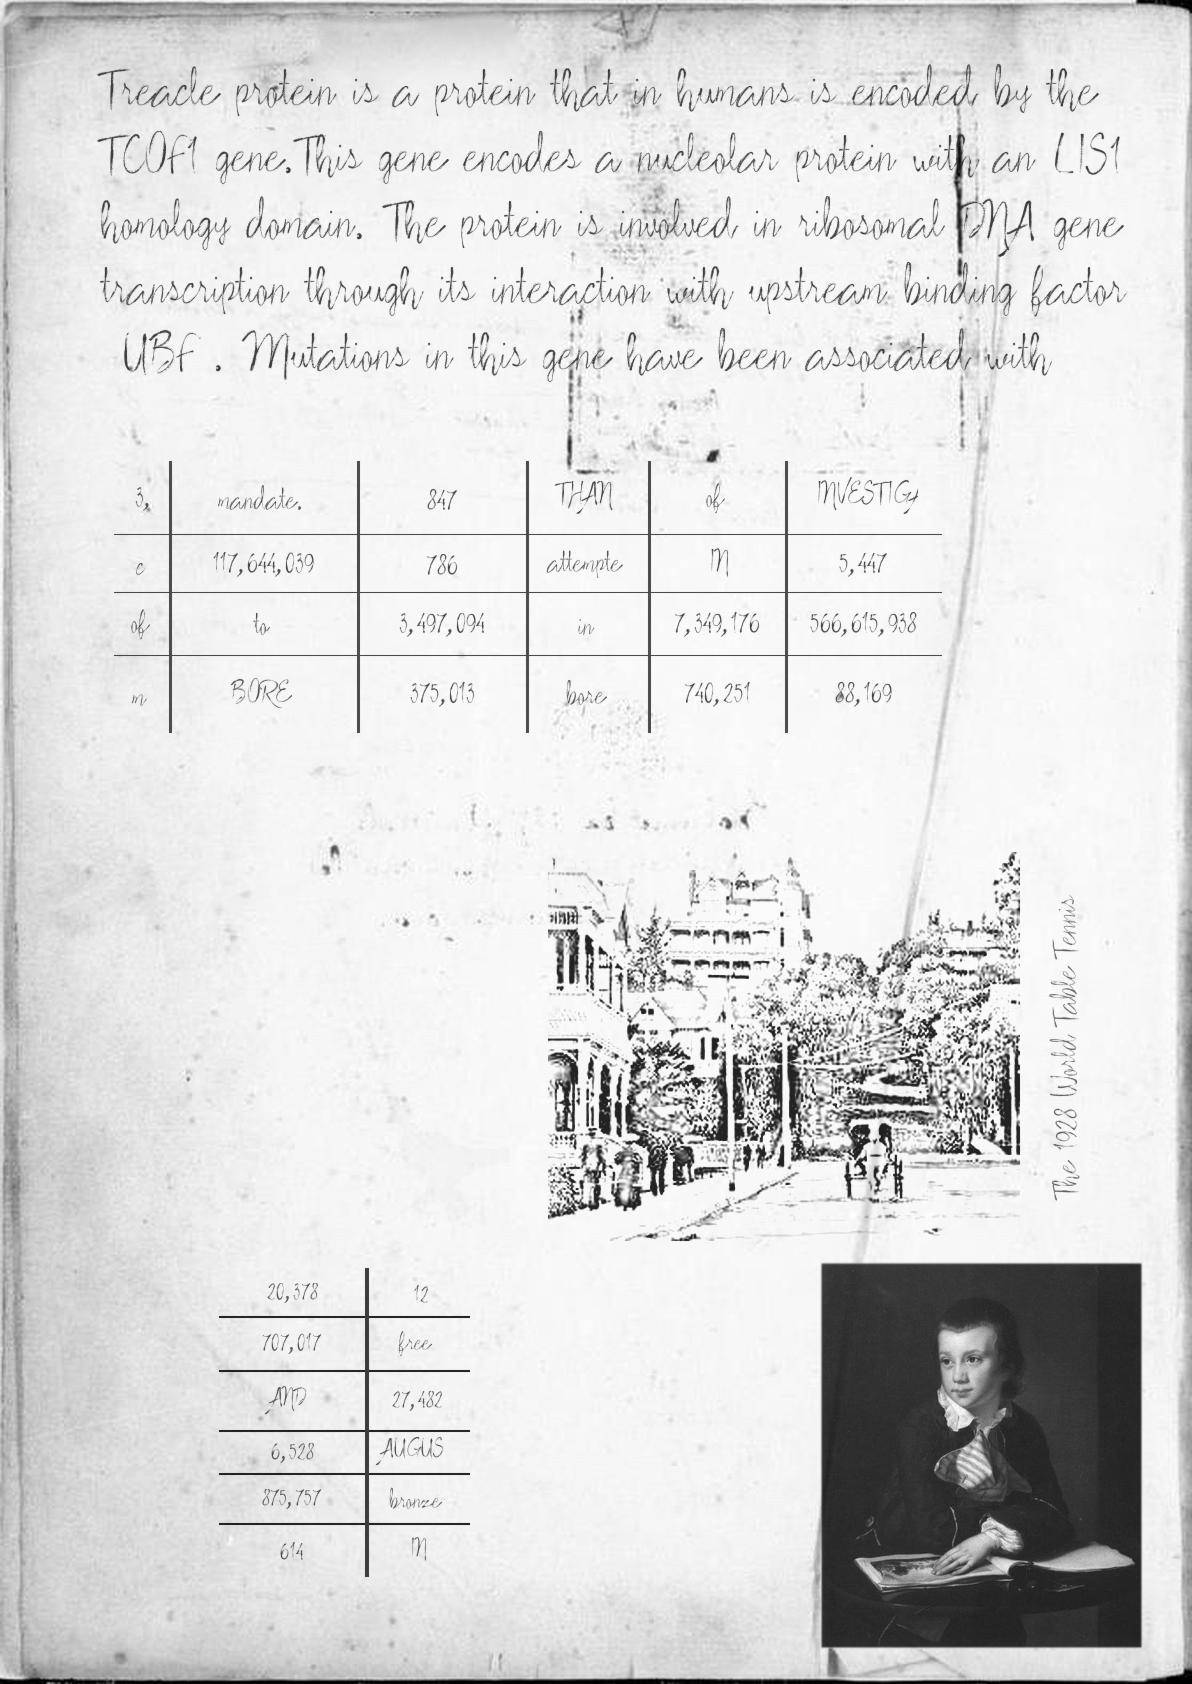 Treacle protein is a protein that in humans is encoded by the
TCOF1 gene. This gene encodes a nucleolar protein with an LIS1
homology domain. The protein is involved in ribosomal DNA gene
transcription through its interaction with upstream binding factor
UBF . Mutations in this gene have been associated with
3, mandate. 847 THAN of INVESTIGA
c 117,644,039 786 attempte IN 5,447
of to 3,497,094 in 7,349,176 566,615,938
m BORE 375,013 bore 740,251 88,169
The 1928 World Table Tennis
20,378 12
707,017 free
AND 27,482
6,528 AUGUS
875,757 bronze
614 IN